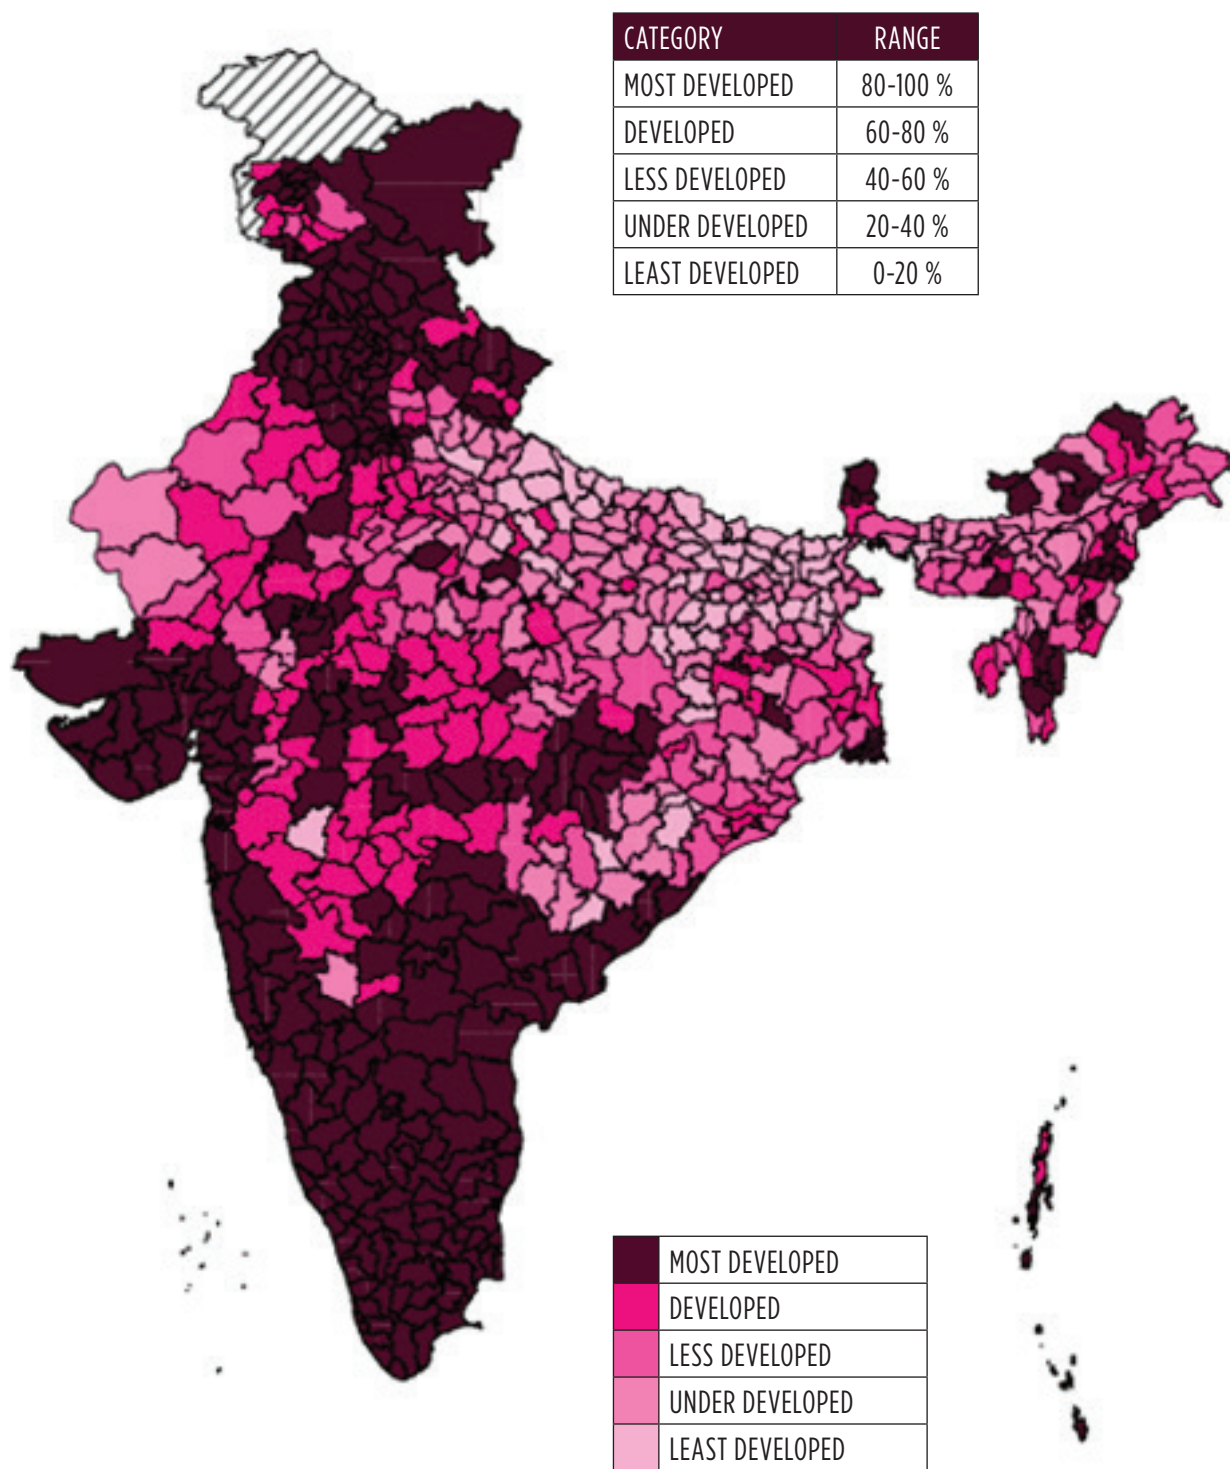 CATEGORY RANGE
MOST DEVELOPED 80-100 %
DEVELOPED 60-80 %
LESS DEVELOPED 40-60 %
UNDER DEVELOPED 20-40 %
LEAST DEVELOPED 0-20 %
MOST DEVELOPED
DEVELOPED
LESS DEVELOPED
UNDER DEVELOPED
LEAST DEVELOPED